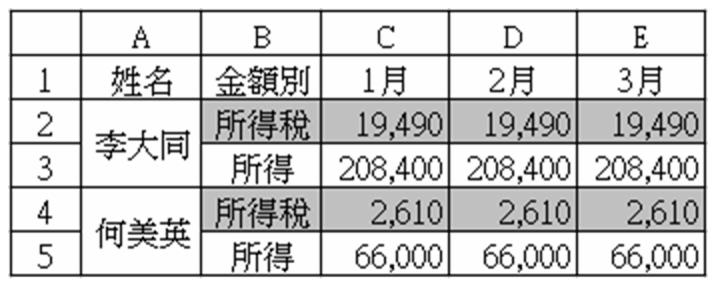 A B C D E
1 姓名 金額別 1月 2月 3月
2 李大同 所得稅 19,490 19,490 19,490
3 所得 208,400 208,400 208,400
4 何美英 所得稅 2,610 2,610 2,610
5 所得 66,000 66,000 66,000